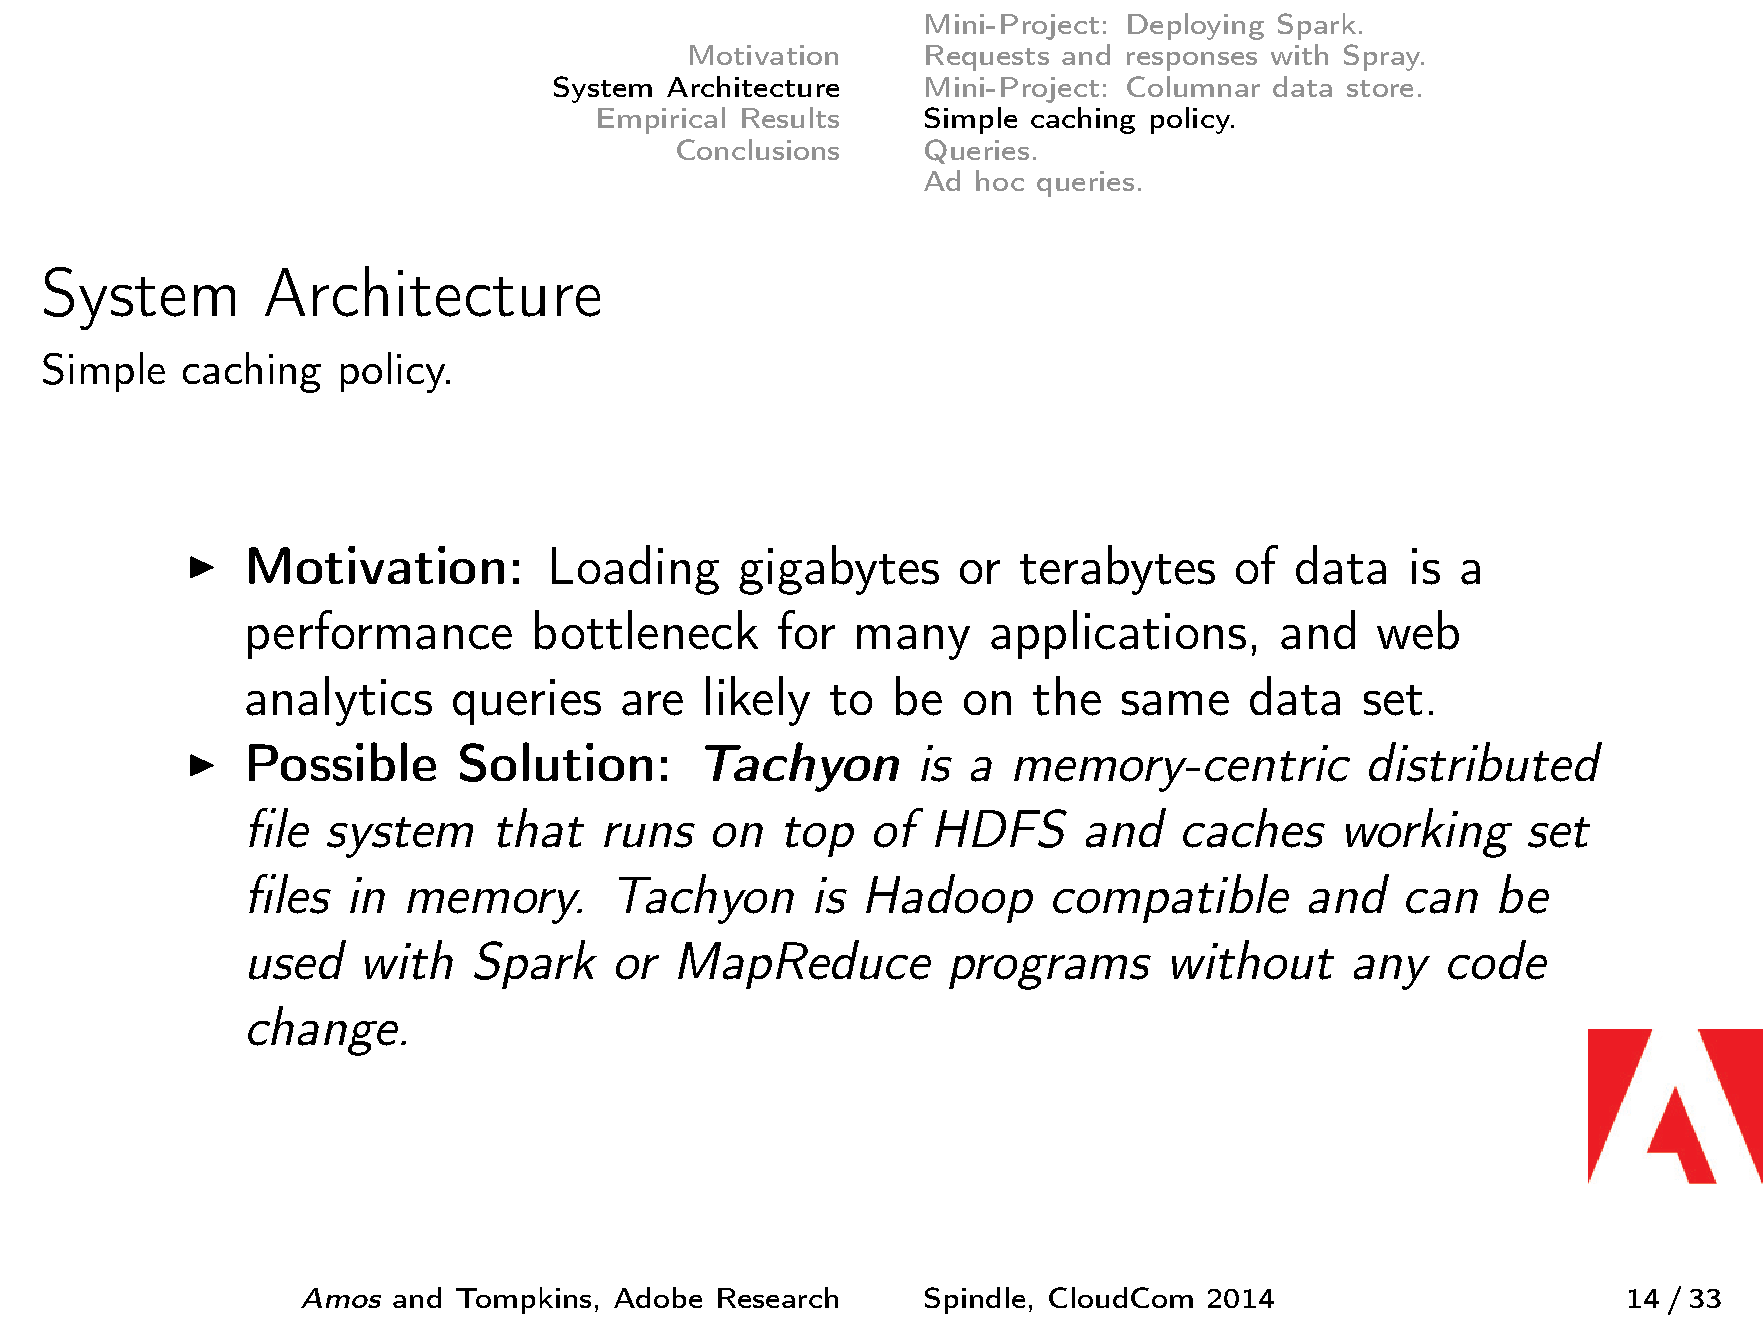 Motivation
System Architecture
Empirical Results
Conclusions
Mini-Project: Deploying Spark.
Requests and responses with Spray.
Mini-Project: Columnar data store.
Simple caching policy.
Queries.
Ad hoc queries.
System Architecture
Simple caching policy.
▶ Motivation: Loading gigabytes or terabytes of data is a
performance bottleneck for many applications, and web
analytics queries are likely to be on the same data set.
▶ Possible Solution: Tachyon is a memory-centric distributed
file system that runs on top of HDFS and caches working set
files in memory. Tachyon is Hadoop compatible and can be
used with Spark or MapReduce programs without any code
change.
Amos and Tompkins, Adobe Research Spindle, CloudCom 2014 14 / 33